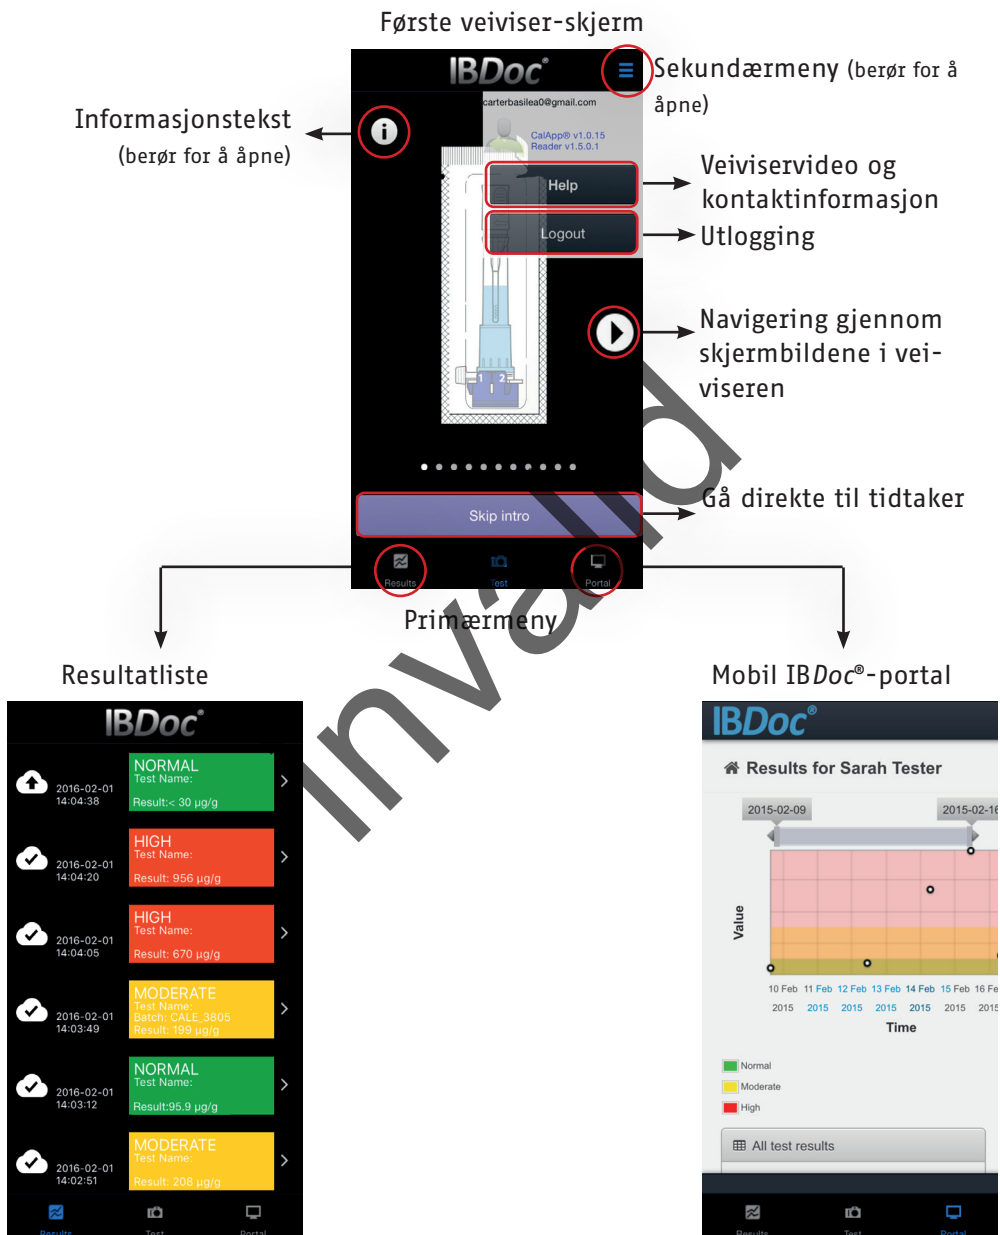 Første veiviser-skjerm
IBDoc®
Sekundærmeny (berør for å
åpne)
carterbasilea0@gmail.com
Informasjonstekst
(berør for å åpne)
i
CalApp® v1.0.15
Reader v1.5.0.1
Help
Veiviservideo og
kontaktinformasjon
Logout
Utlogging
Navigering gjennom
skjermbildene i vei-
viseren
1 2
Skip intro
Gå direkte til tidtaker
Results
Test
Portal
Primærmeny
Invalid
Resultatliste
IBDoc®
2016-02-01
14:04:38
NORMAL
Test Name:
Result:< 30 µg/g
2016-02-01
14:04:20
HIGH
Test Name:
Result: 956 µg/g
2016-02-01
14:04:05
HIGH
Test Name:
Result: 670 µg/g
2016-02-01
14:03:49
MODERATE
Test Name:
Batch: CALE_3805
Result: 199 µg/g
2016-02-01
14:03:12
NORMAL
Test Name:
Result:95.9 µg/g
2016-02-01
14:02:51
MODERATE
Test Name:
Result: 208 µg/g
Results
Test
Portal
Mobil IBDoc®-portal
IBDoc®
Results for Sarah Tester
2015-02-09
2015-02-16
Value
10 Feb 11 Feb 12 Feb 13 Feb 14 Feb 15 Feb 16 Fe
2015 2015 2015 2015 2015 2015 2015
Time
Normal
Moderate
High
All test results
Results
Test
Portal